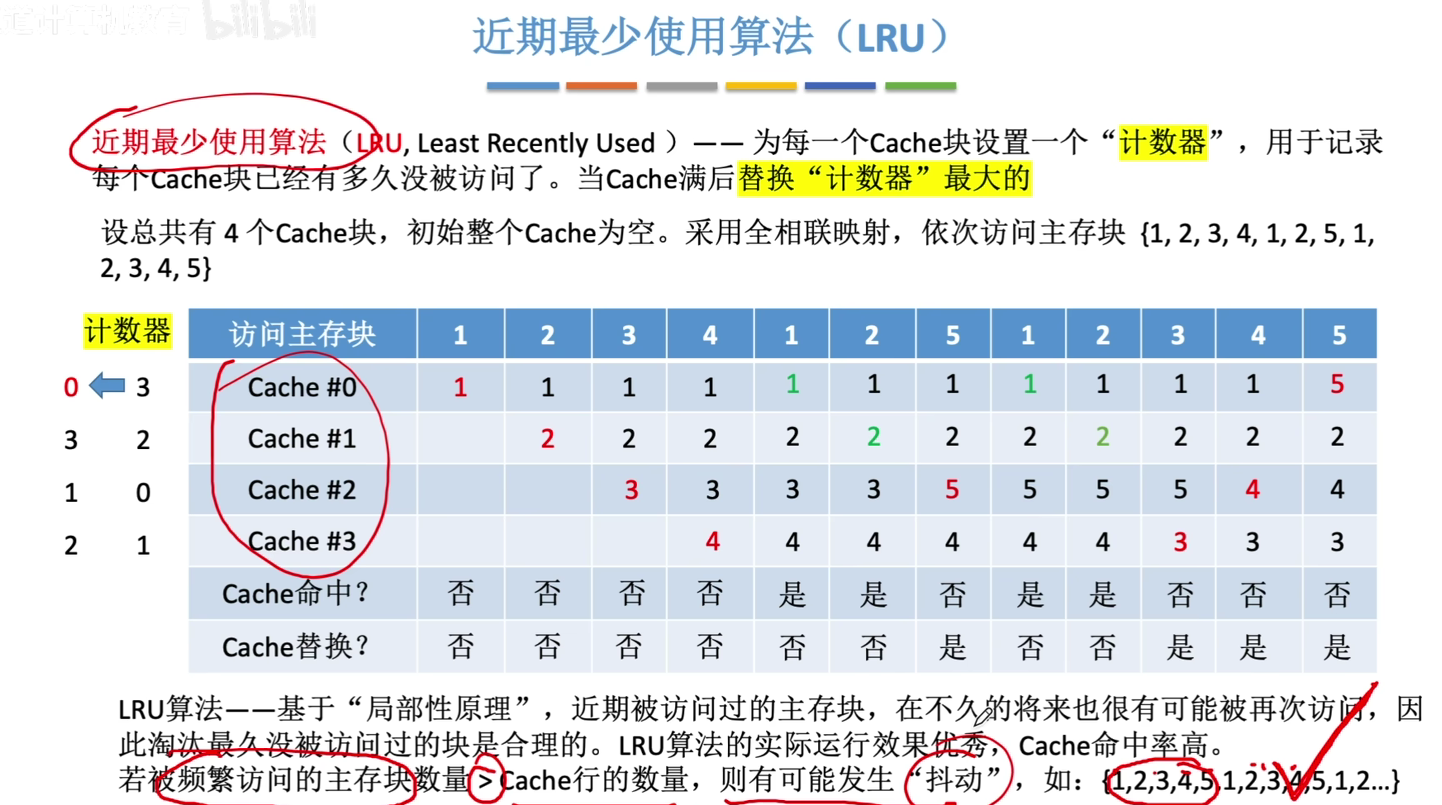 道计算机教育 bilibili
近期最少使用算法（LRU）
近期最少使用算法（LRU, Least Recently Used ）—— 为每一个Cache块设置一个“计数器”，用于记录
每个Cache块已经有多久没被访问了。当Cache满后替换“计数器”最大的
设总共有 4 个Cache块，初始整个Cache为空。采用全相联映射，依次访问主存块 {1, 2, 3, 4, 1, 2, 5, 1,
2, 3, 4, 5}
计数器 访问主存块 1 2 3 4 1 2 5 1 2 3 4 5
0 3 Cache #0 1 1 1 1 1 1 1 1 1 1 1 5
3 2 Cache #1 2 2 2 2 2 2 2 2 2 2 2
1 0 Cache #2 3 3 3 3 5 5 5 5 4 4
2 1 Cache #3 4 4 4 4 4 4 3 3 3
Cache命中？ 否 否 否 否 是 是 否 是 是 否 否 否
Cache替换？ 否 否 否 否 否 否 是 否 否 是 是 是
LRU算法——基于“局部性原理”，近期被访问过的主存块，在不久的将来也很有可能被再次访问，因
此淘汰最久没被访问过的块是合理的。LRU算法的实际运行效果优秀，Cache命中率高。
若被频繁访问的主存块数量 > Cache行的数量，则有可能发生“抖动”，如：{1,2,3,4,5,1,2,3,4,5,1,2…}